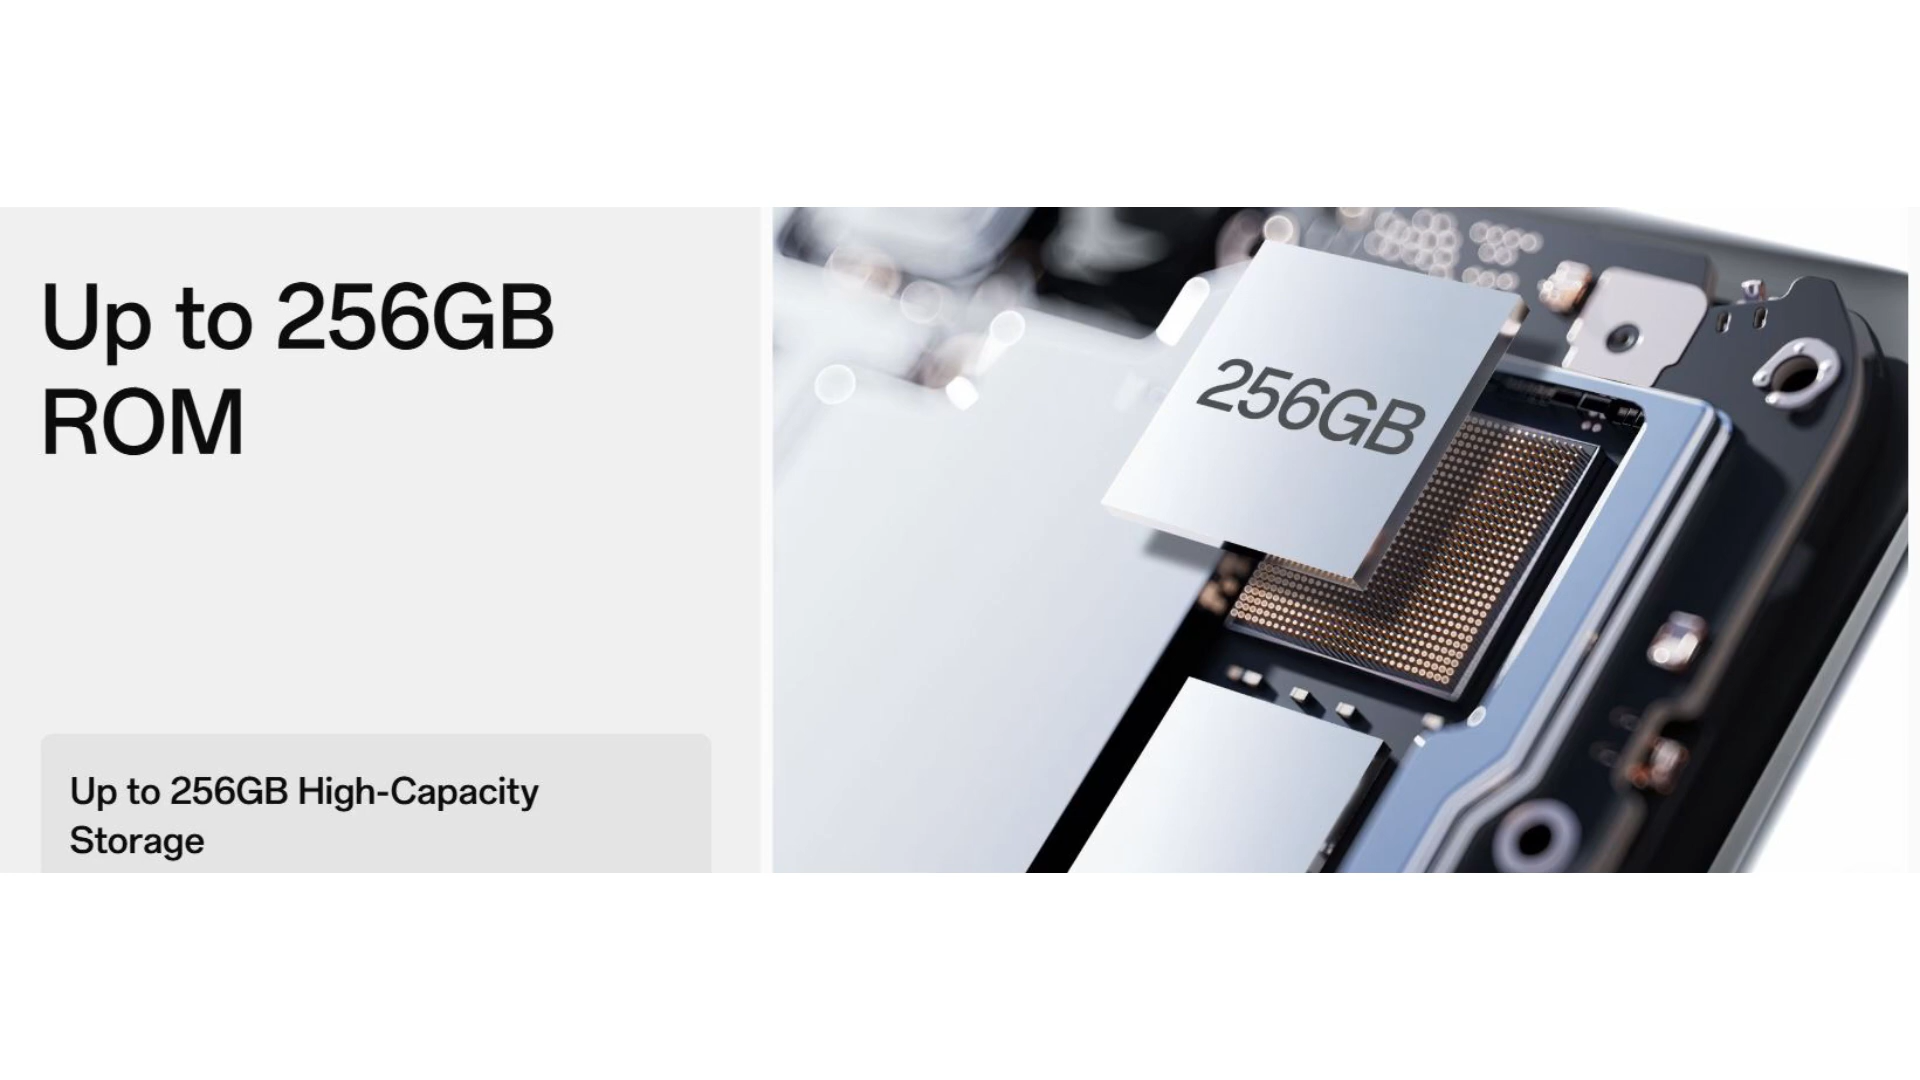 Up to 256GB
ROM
Up to 256GB High-Capacity
Storage
256GB